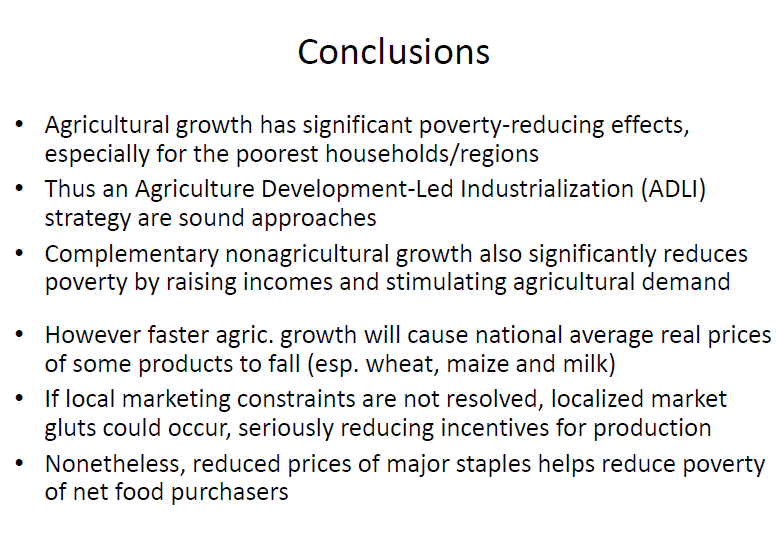 Conclusions
• Agricultural growth has significant poverty-reducing effects,
especially for the poorest households/regions
• Thus an Agriculture Development-Led Industrialization (ADLI)
strategy are sound approaches
• Complementary nonagricultural growth also significantly reduces
poverty by raising incomes and stimulating agricultural demand
• However faster agric. growth will cause national average real prices
of some products to fall (esp. wheat, maize and milk)
• If local marketing constraints are not resolved, localized market
gluts could occur, seriously reducing incentives for production
• Nonetheless, reduced prices of major staples helps reduce poverty
of net food purchasers